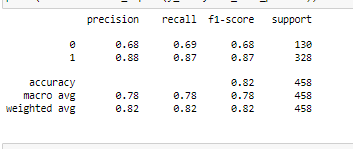 precision recall f1-score support
0 0.68 0.69 0.68 130
1 0.88 0.87 0.87 328
accuracy 0.82 458
macro avg 0.78 0.78 0.78 458
weighted avg 0.82 0.82 0.82 458